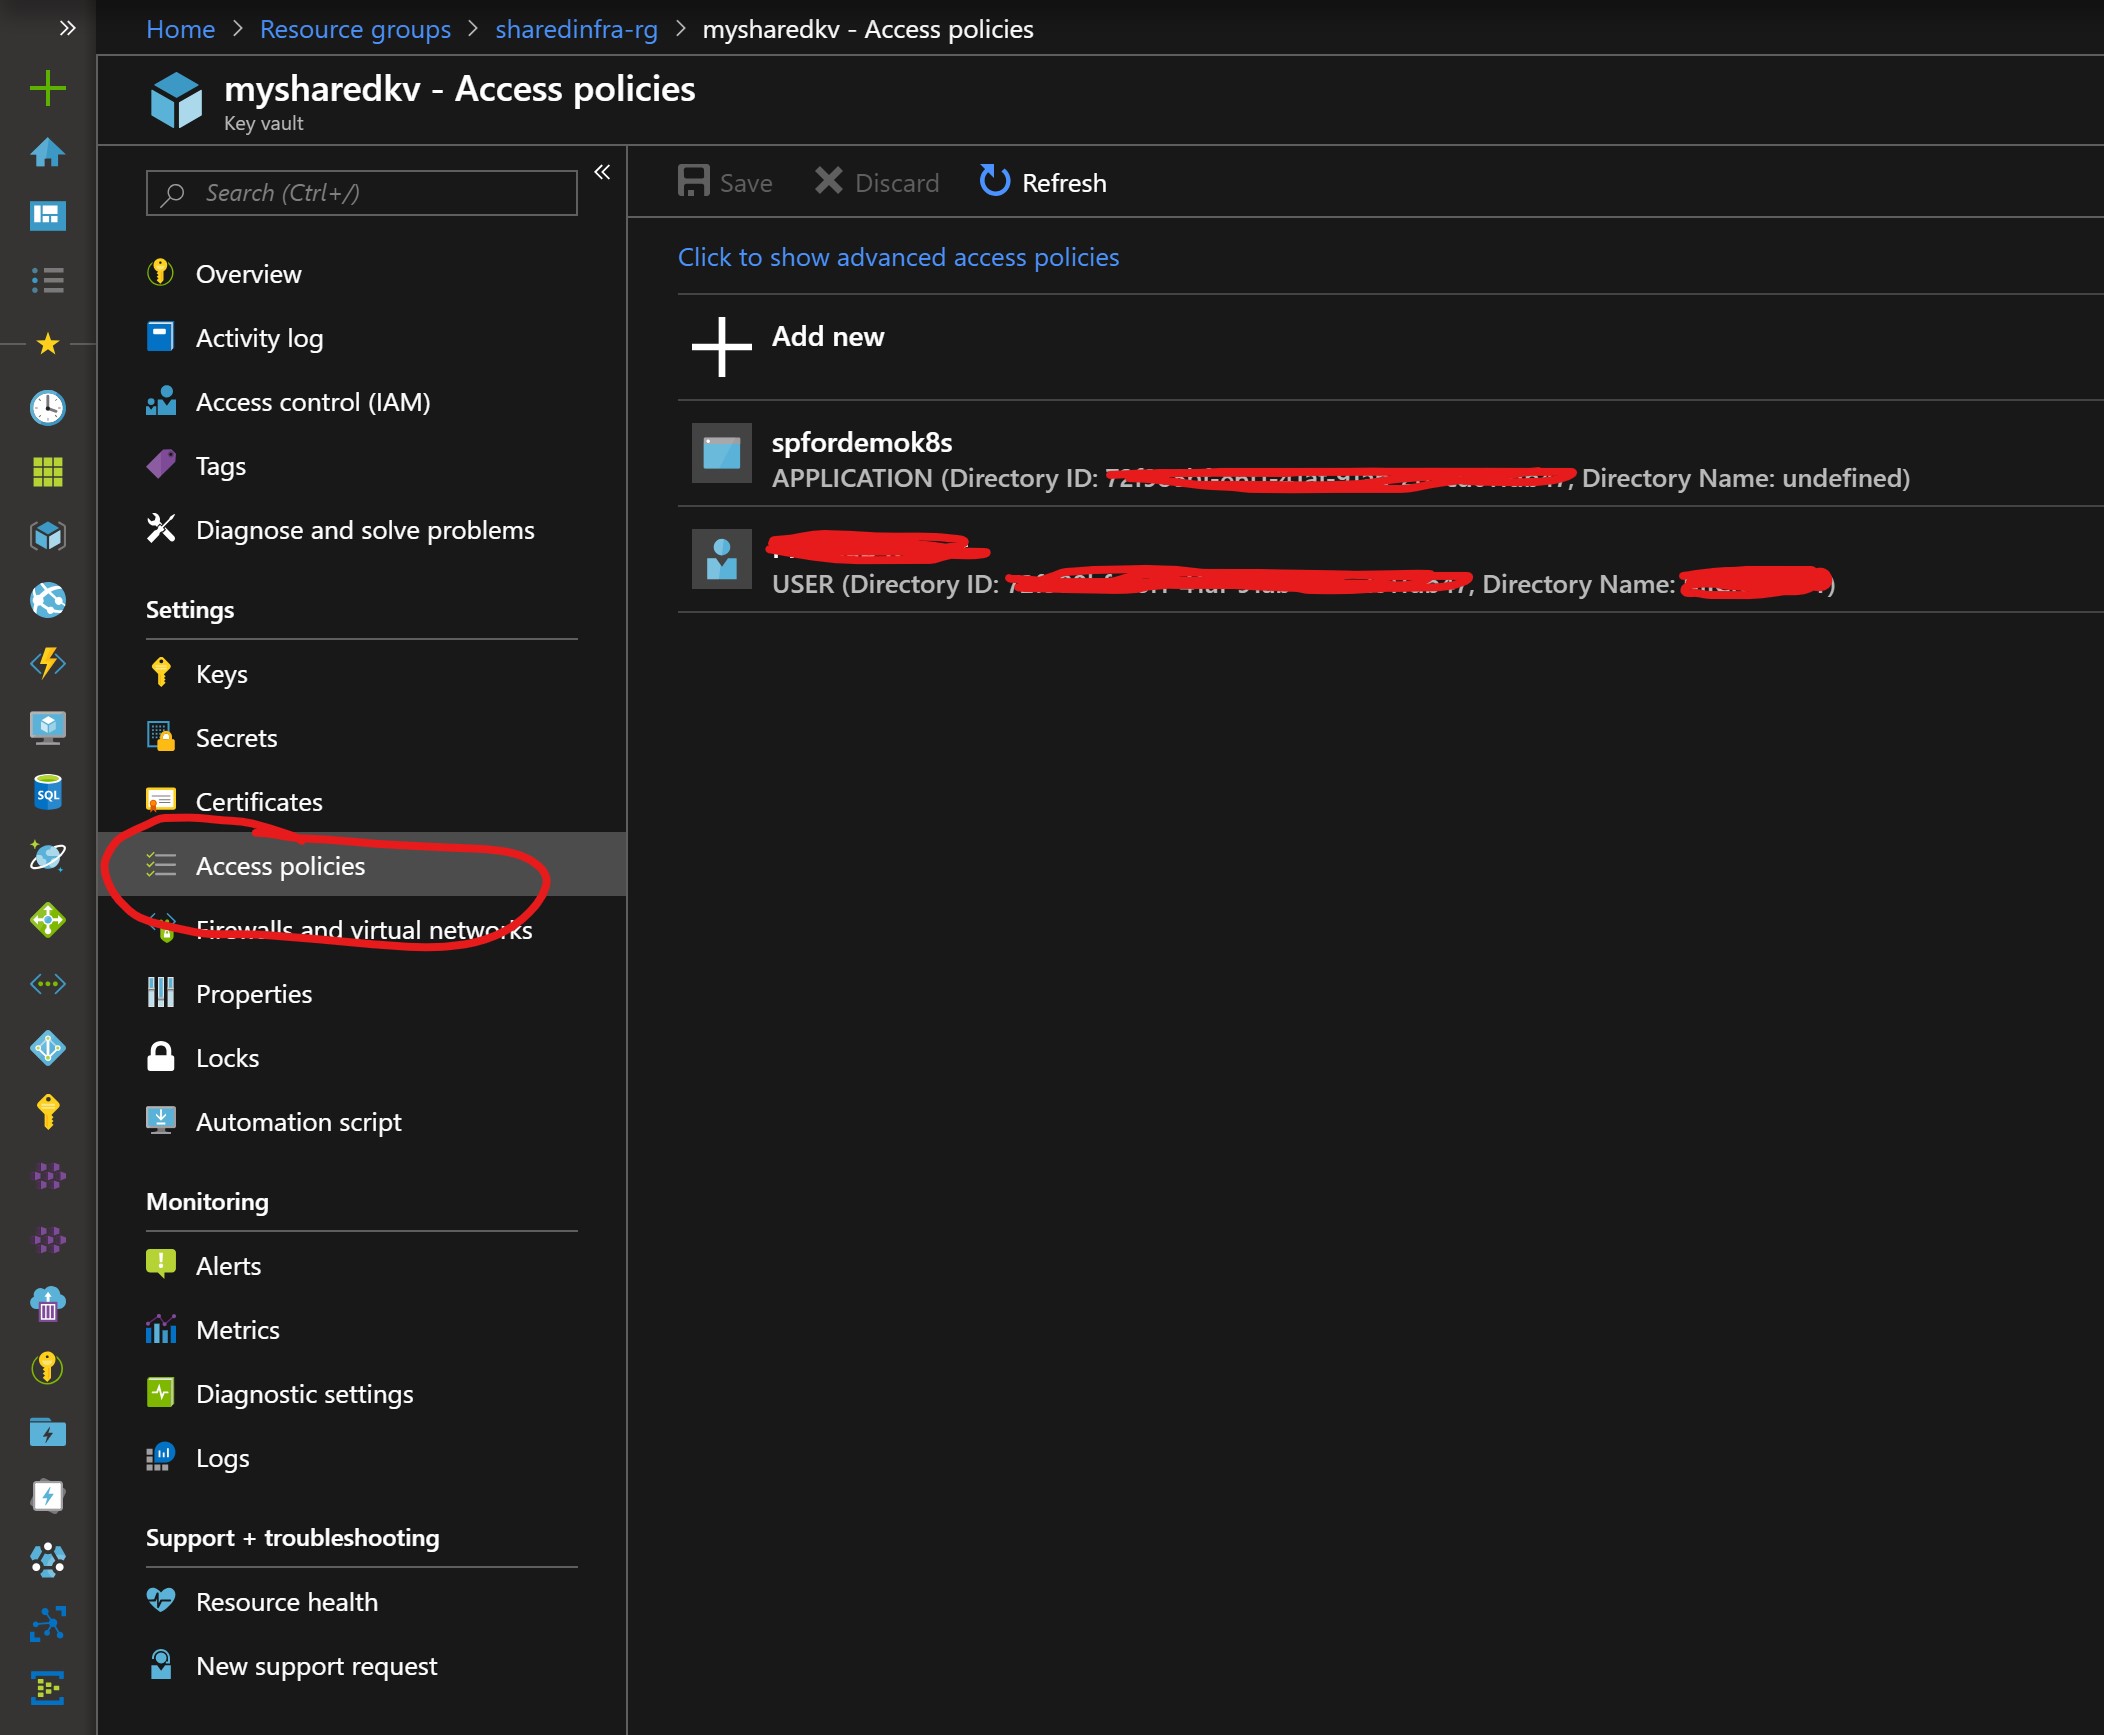 Home > Resource groups > sharedinfra-rg > mysharedkv - Access policies
mysharedkv - Access policies
Key vault
Search (Ctrl+/)
Overview
Activity log
Access control (IAM)
Tags
Diagnose and solve problems
Settings
Keys
Secrets
Certificates
Access policies
Firewalls and virtual networks
Properties
Locks
Automation script
Monitoring
Alerts
Metrics
Diagnostic settings
Logs
Support + troubleshooting
Resource health
New support request
Save Discard Refresh
Click to show advanced access policies
Add new
spfordemok8s
APPLICATION (Directory ID: , Directory Name: undefined)
USER (Directory ID: , Directory Name: )
SQL